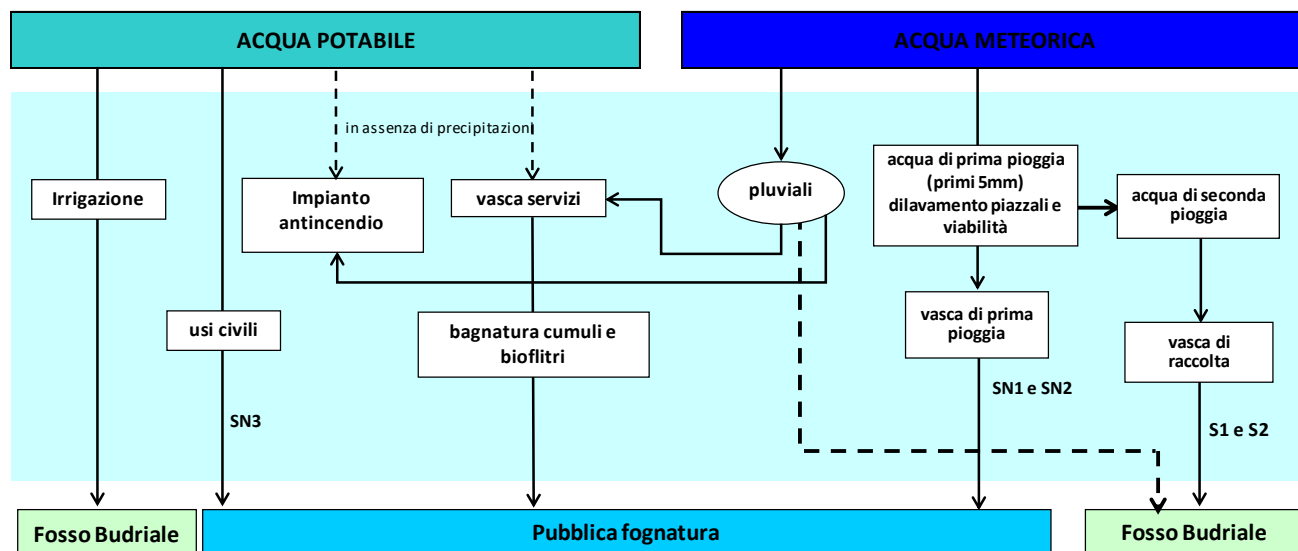 ACQUA POTABILE
ACQUA METEORICA
in assenza di precipitazioni
Irrigazione
Impianto
antincendio
vasca servizi
pluviali
acqua di prima pioggia
(primi 5mm)
dilavamento piazzali e
viabilità
acqua di seconda
pioggia
usi civili
bagnatura cumuli e
bioflitri
vasca di prima
pioggia
vasca di
raccolta
SN3
SN1 e SN2
S1 e S2
Fosso Budriale
Pubblica fognatura
Fosso Budriale